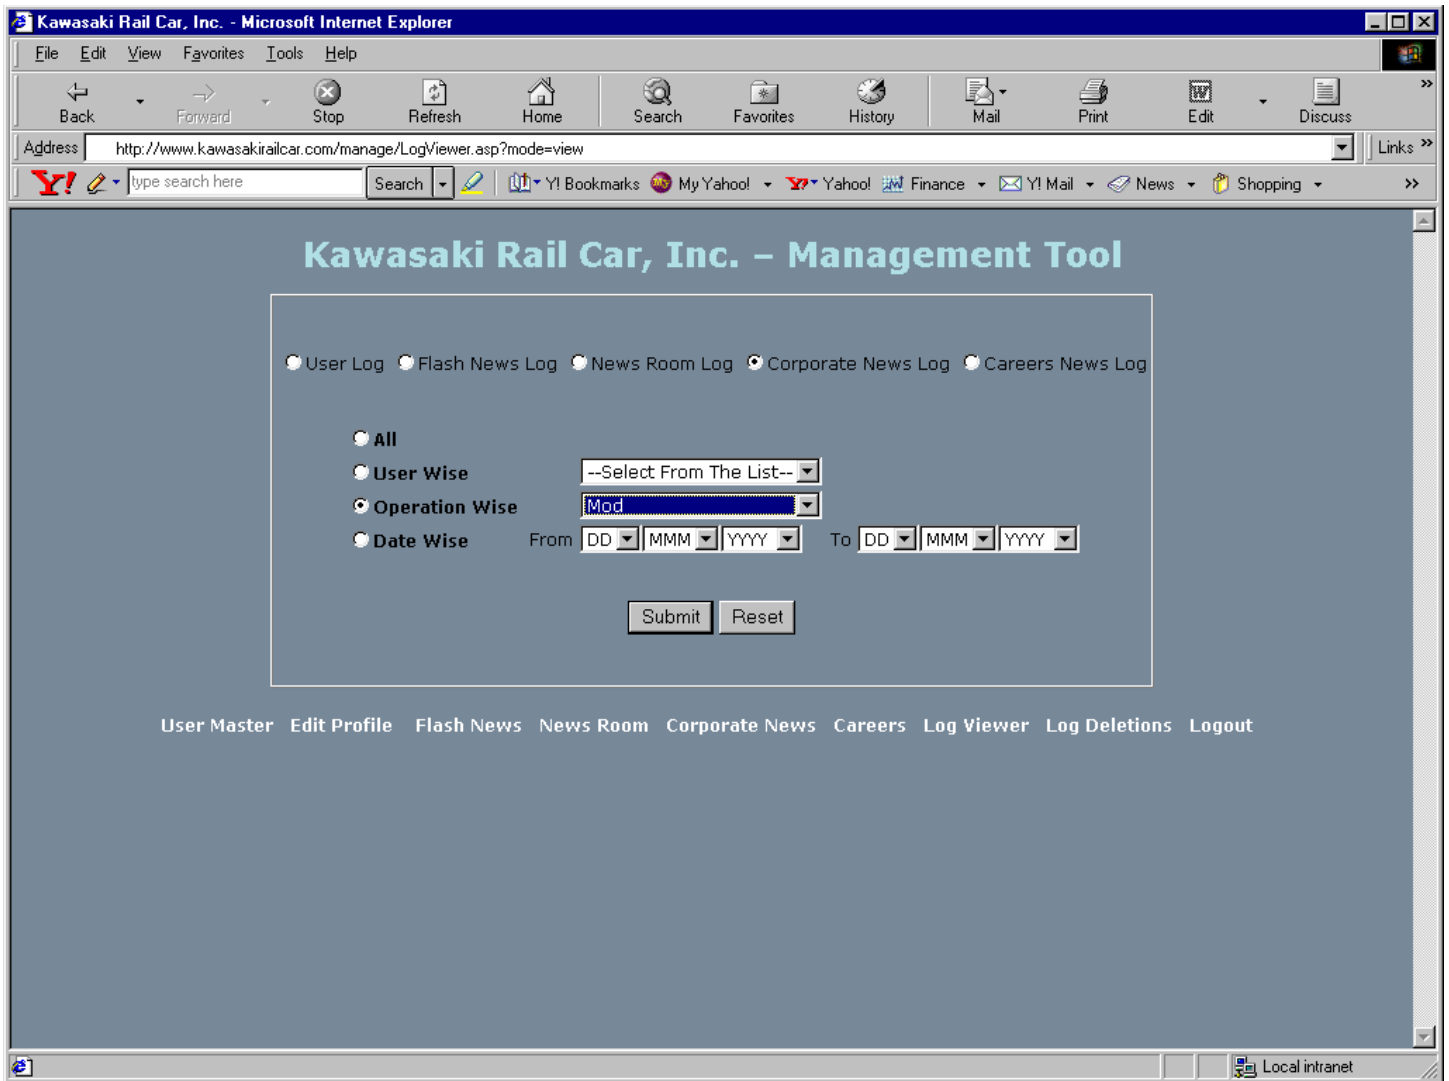 Kawasaki Rail Car, Inc. - Microsoft Internet Explorer
File Edit View Favorites Tools Help
Back Forward Stop Refresh Home Search Favorites History Mail Print Edit Discuss »
Address http://www.kawasakirailcar.com/manage/LogViewer.asp?mode=view Links »
Y! type search here Search Y! Bookmarks My Yahoo! Yahoo! Finance Y! Mail News Shopping »
Kawasaki Rail Car, Inc. – Management Tool
User Log Flash News Log News Room Log Corporate News Log Careers News Log
All
User Wise --Select From The List--
Operation Wise Mod
Date Wise From DD MMM YYYY To DD MMM YYYY
Submit Reset
User Master Edit Profile Flash News News Room Corporate News Careers Log Viewer Log Deletions Logout
Local intranet